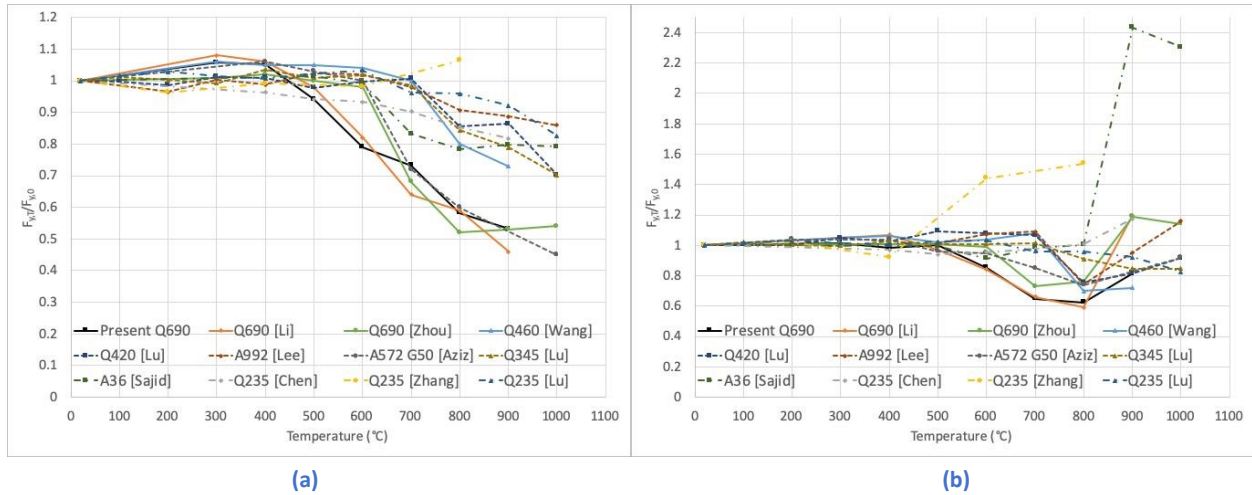 1.2
1.1
1
0.9
0.8
0.7
0.6
0.5
0.4
0.3
0.2
0.1
0
F_y,T/F_y,0
Present Q690 Q690 [Li] Q690 [Zhou] Q460 [Wang]
Q420 [Lu] A992 [Lee] A572 G50 [Aziz] Q345 [Lu]
A36 [Sajid] Q235 [Chen] Q235 [Zhang] Q235 [Lu]
0 100 200 300 400 500 600 700 800 900 1000 1100
Temperature (°C)
(a)
2.4
2.2
2
1.8
1.6
1.4
1.2
1
0.8
0.6
0.4
0.2
0
F_y,T/F_y,0
Present Q690 Q690 [Li] Q690 [Zhou] Q460 [Wang]
Q420 [Lu] A992 [Lee] A572 G50 [Aziz] Q345 [Lu]
A36 [Sajid] Q235 [Chen] Q235 [Zhang] Q235 [Lu]
0 100 200 300 400 500 600 700 800 900 1000 1100
Temperature (°C)
(b)